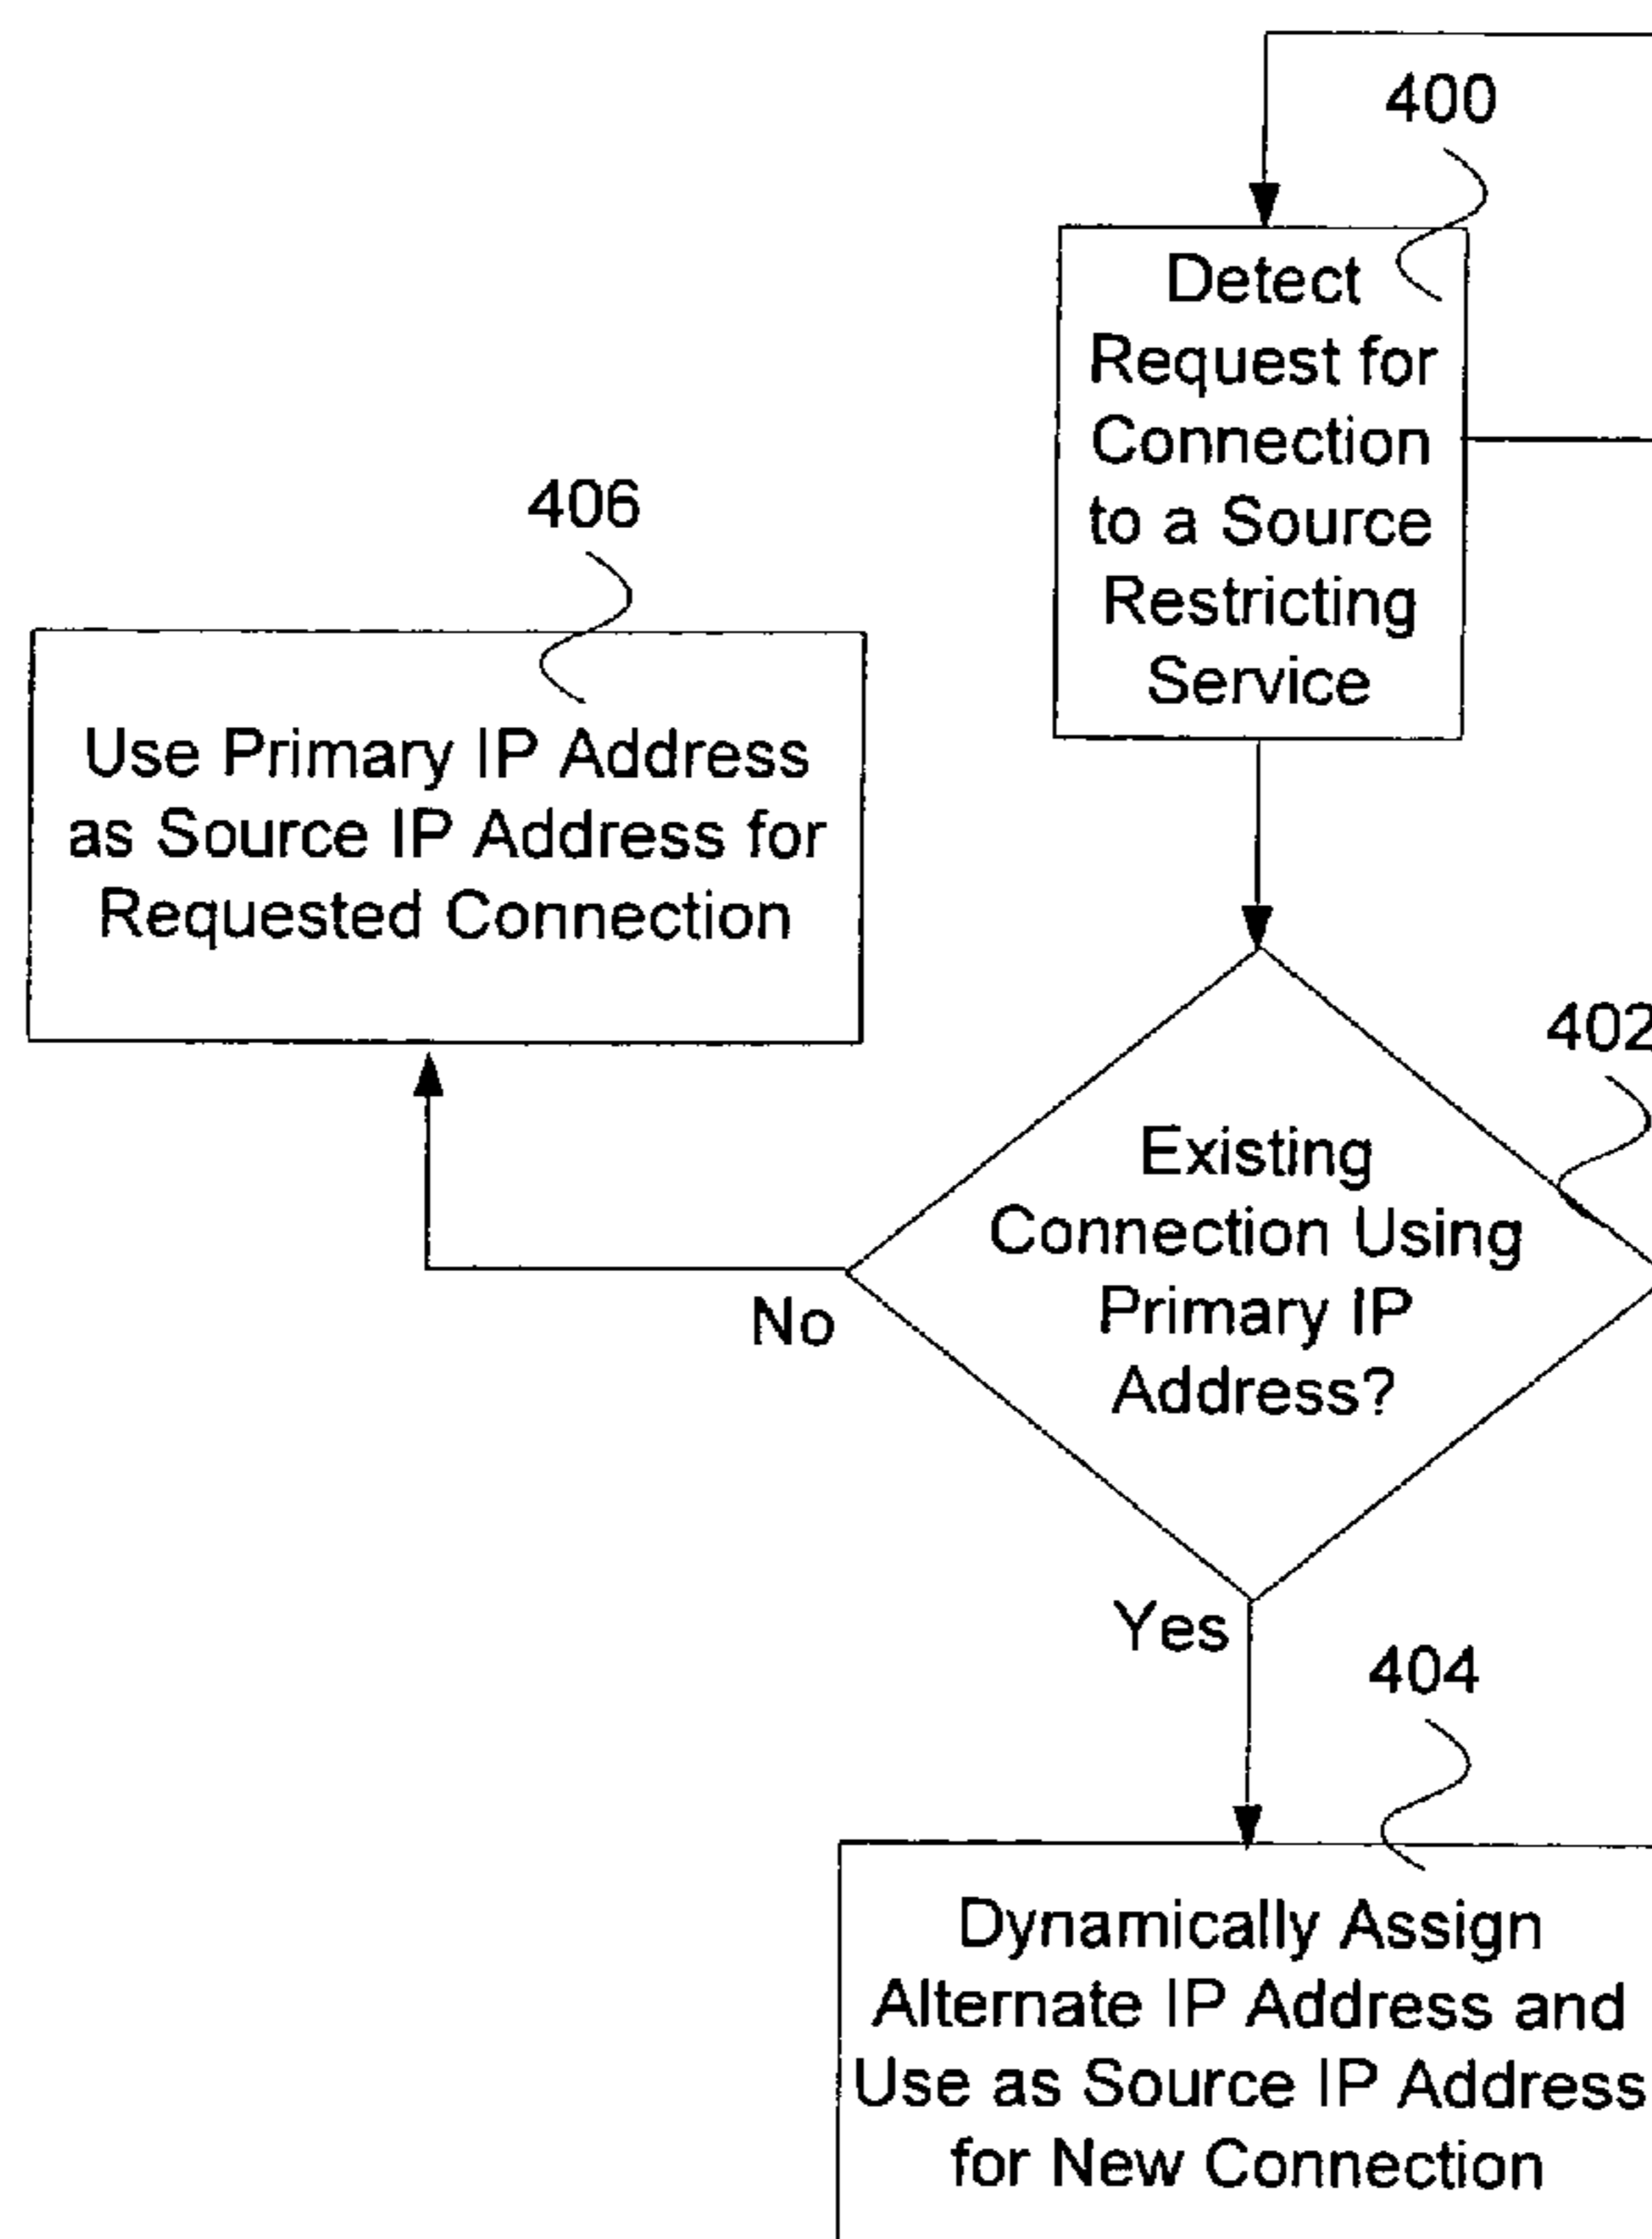 400
Detect
Request for
Connection
to a Source
Restricting
Service
406
Use Primary IP Address
as Source IP Address for
Requested Connection
402
Existing
Connection Using
Primary IP
Address?
No
Yes
404
Dynamically Assign
Alternate IP Address and
Use as Source IP Address
for New Connection